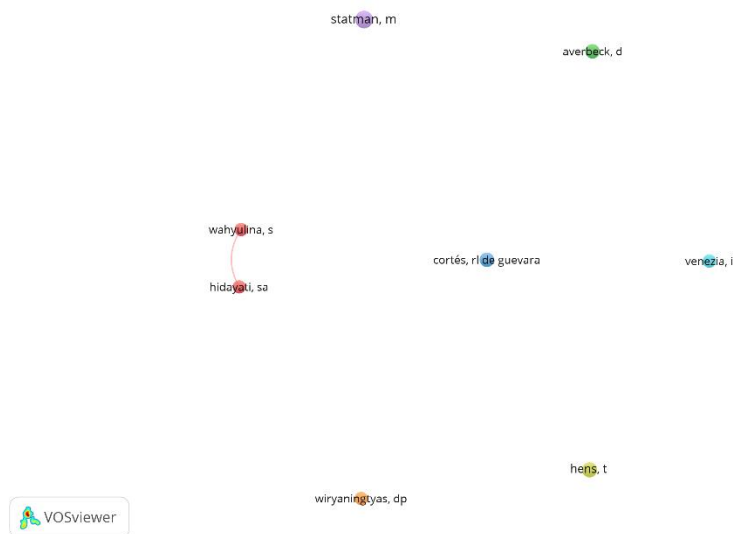 statman, m
averbeck, d
wahyulina, s
cortés, rl de guevara
venezia, i
hidayati, sa
hens, t
wiryaningtyas, dp
VOSviewer